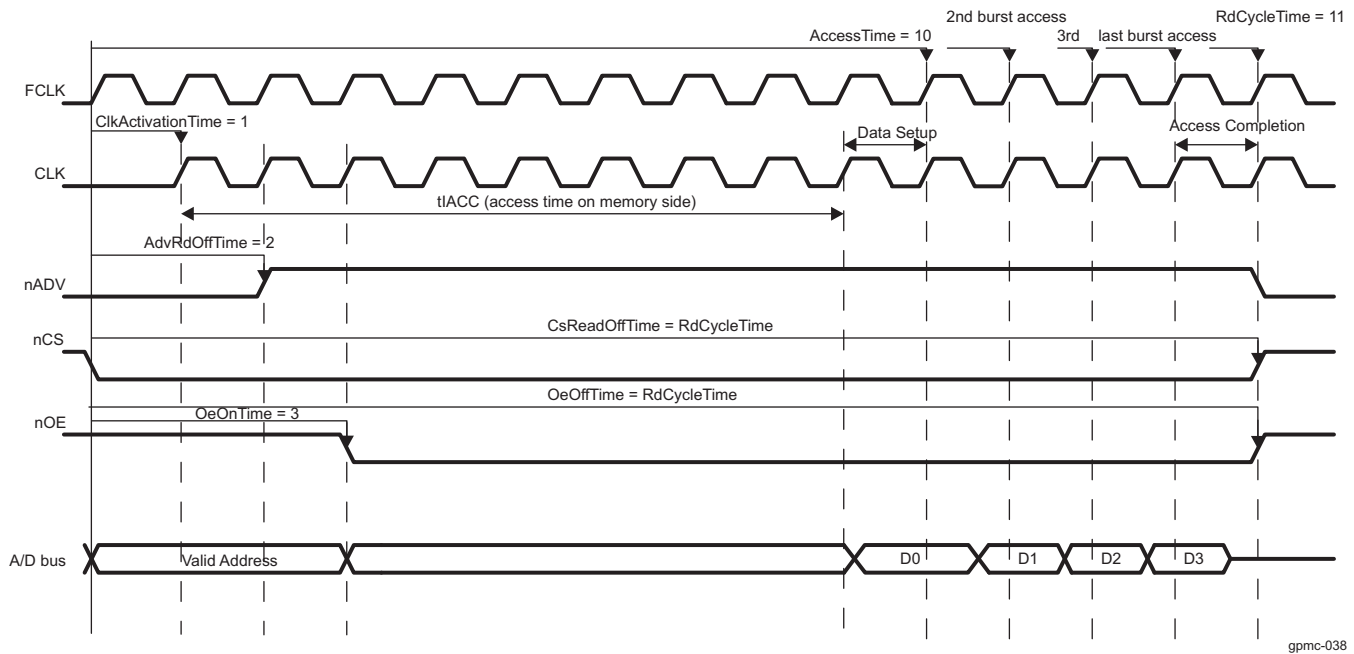 2nd burst access
RdCycleTime = 11
AccessTime = 10
3rd
last burst access
FCLK
ClkActivationTime = 1
Data Setup
Access Completion
CLK
tIACC (access time on memory side)
AdvRdOffTime = 2
nADV
CsReadOffTime = RdCycleTime
nCS
OeOffTime = RdCycleTime
OeOnTime = 3
nOE
A/D bus
Valid Address
D0
D1
D2
D3
gpmc-038